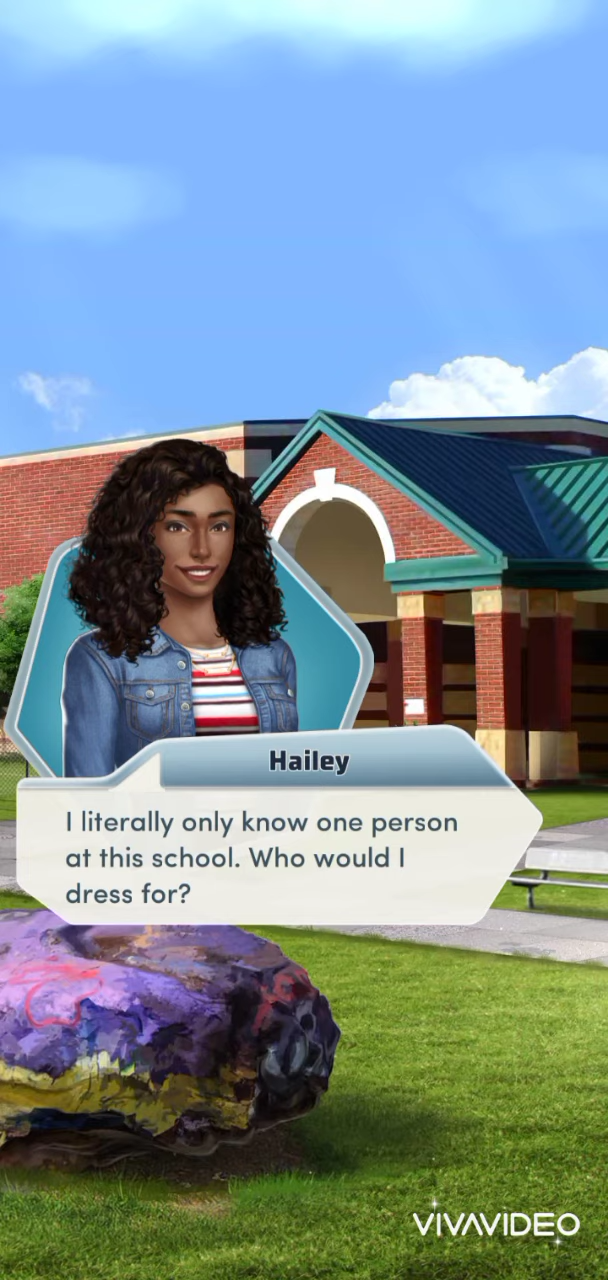 Hailey
I literally only know one person
at this school. Who would I
dress for?
VIVAVIDEO